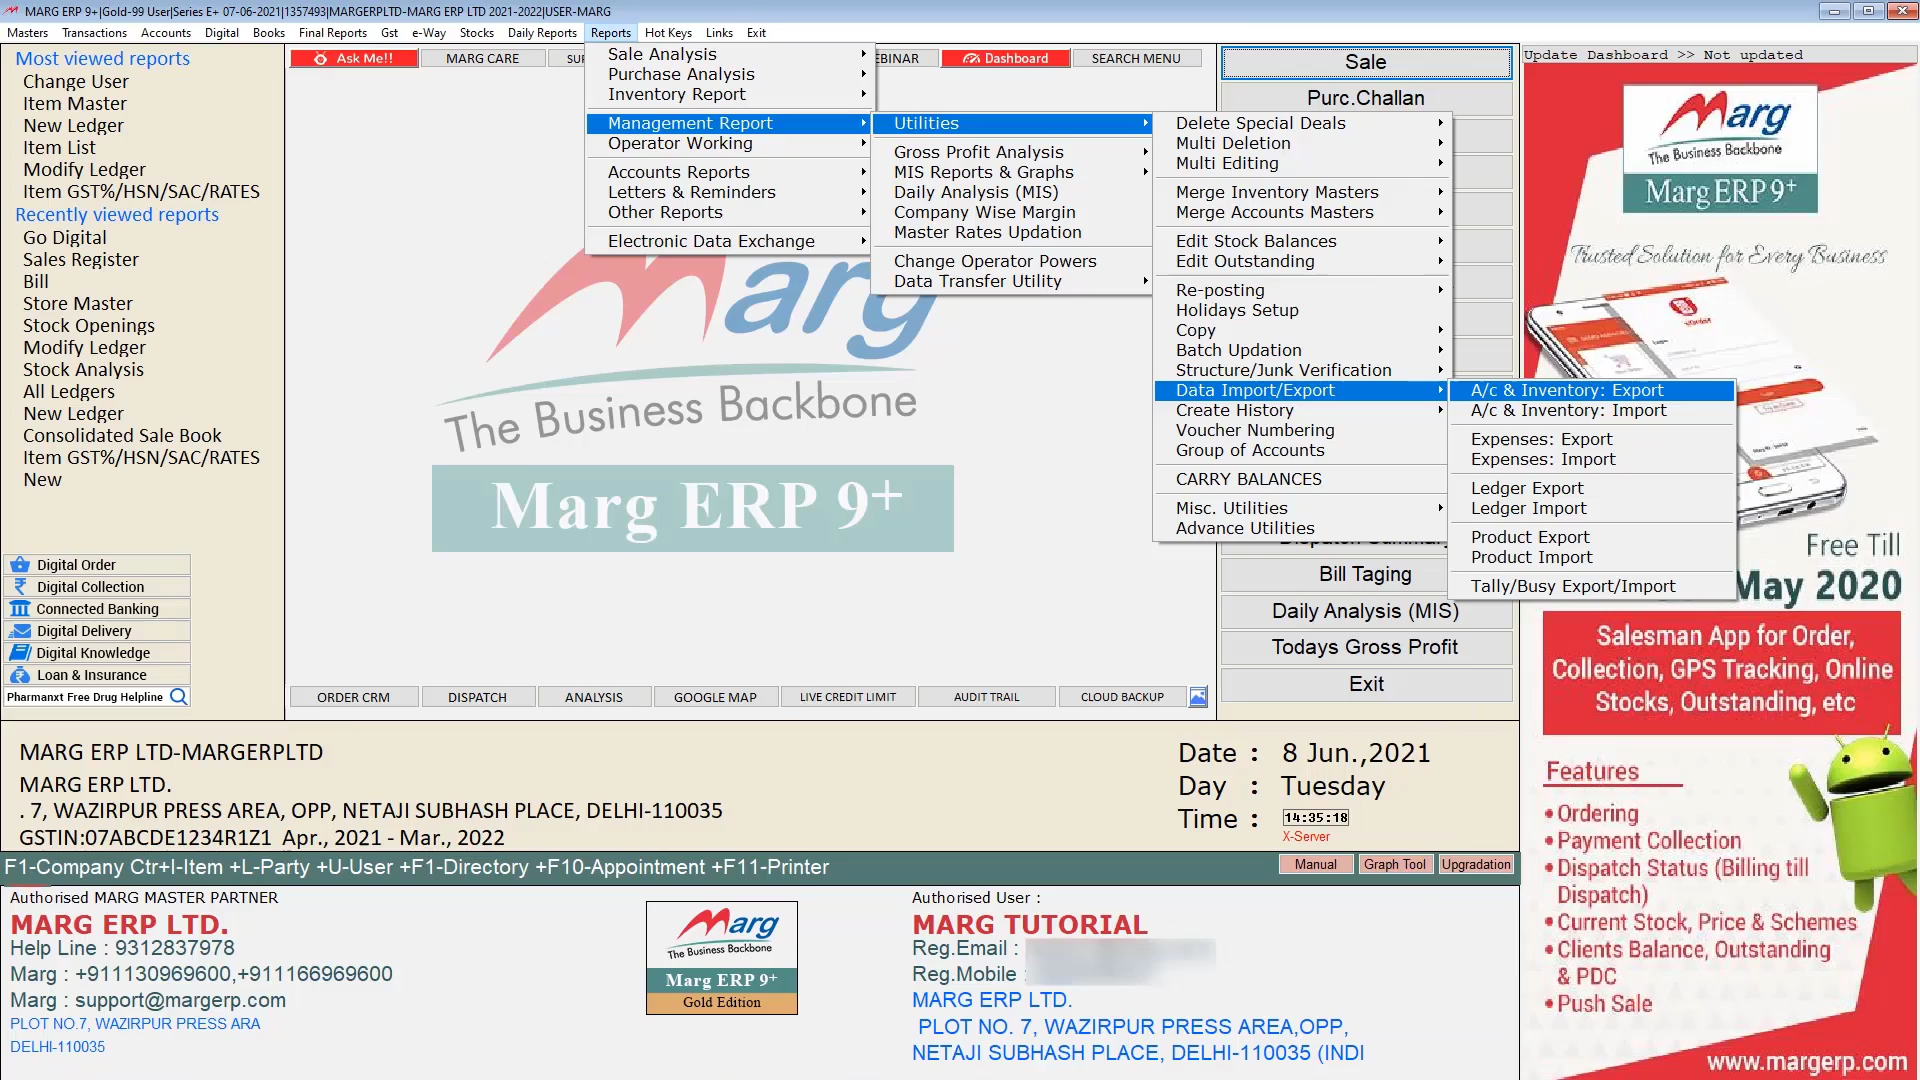 MARG ERP 9+|Gold-99 User|Series E+ 07-06-2021|1357493|MARGERPLTD-MARG ERP LTD 2021-2022|USER-MARG
Masters Transactions Accounts Digital Books Final Reports Gst e-Way Stocks Daily Reports Reports Hot Keys Links Exit
Most viewed reports
Change User
Item Master
New Ledger
Item List
Modify Ledger
Item GST%/HSN/SAC/RATES
Recently viewed reports
Go Digital
Sales Register
Bill
Store Master
Stock Openings
Modify Ledger
Stock Analysis
All Ledgers
New Ledger
Consolidated Sale Book
Item GST%/HSN/SAC/RATES
New
Digital Order
Digital Collection
Connected Banking
Digital Delivery
Digital Knowledge
Loan & Insurance
Pharmanxt Free Drug Helpline
Ask Me!! MARG CARE SUP EBINAR Dashboard SEARCH MENU
Sale Analysis
Purchase Analysis
Inventory Report
Management Report
Operator Working
Accounts Reports
Letters & Reminders
Other Reports
Electronic Data Exchange
Utilities
Gross Profit Analysis
MIS Reports & Graphs
Daily Analysis (MIS)
Company Wise Margin
Master Rates Updation
Change Operator Powers
Data Transfer Utility
Delete Special Deals
Multi Deletion
Multi Editing
Merge Inventory Masters
Merge Accounts Masters
Edit Stock Balances
Edit Outstanding
Re-posting
Holidays Setup
Copy
Batch Updation
Structure/Junk Verification
Data Import/Export
Create History
Voucher Numbering
Group of Accounts
CARRY BALANCES
Misc. Utilities
Advance Utilities
A/c & Inventory: Export
A/c & Inventory: Import
Expenses: Export
Expenses: Import
Ledger Export
Ledger Import
Product Export
Product Import
Tally/Busy Export/Import
Marg
The Business Backbone
Marg ERP 9+
ORDER CRM DISPATCH ANALYSIS GOOGLE MAP LIVE CREDIT LIMIT AUDIT TRAIL CLOUD BACKUP
Sale
Purc.Challan
Dispatch Summary
Bill Taging
Daily Analysis (MIS)
Todays Gross Profit
Exit
Update Dashboard >> Not updated
Marg
The Business Backbone
Marg ERP 9+
Trusted Solution for Every Business
Free Till
May 2020
Salesman App for Order,
Collection, GPS Tracking, Online
Stocks, Outstanding, etc
Features
• Ordering
• Payment Collection
• Dispatch Status (Billing till
Dispatch)
• Current Stock, Price & Schemes
• Clients Balance, Outstanding
& PDC
• Push Sale
www.margerp.com
MARG ERP LTD-MARGERPLTD
MARG ERP LTD.
. 7, WAZIRPUR PRESS AREA, OPP, NETAJI SUBHASH PLACE, DELHI-110035
GSTIN:07ABCDE1234R1Z1 Apr., 2021 - Mar., 2022
Date : 8 Jun.,2021
Day : Tuesday
Time : 14:35:18
X-Server
F1-Company Ctr+I-Item +L-Party +U-User +F1-Directory +F10-Appointment +F11-Printer
Manual Graph Tool Upgradation
Authorised MARG MASTER PARTNER
MARG ERP LTD.
Help Line : 9312837978
Marg : +911130969600,+911166969600
Marg : support@margerp.com
PLOT NO.7, WAZIRPUR PRESS ARA
DELHI-110035
Marg
The Business Backbone
Marg ERP 9+
Gold Edition
Authorised User :
MARG TUTORIAL
Reg.Email :
Reg.Mobile :
MARG ERP LTD.
PLOT NO. 7, WAZIRPUR PRESS AREA,OPP,
NETAJI SUBHASH PLACE, DELHI-110035 (INDI